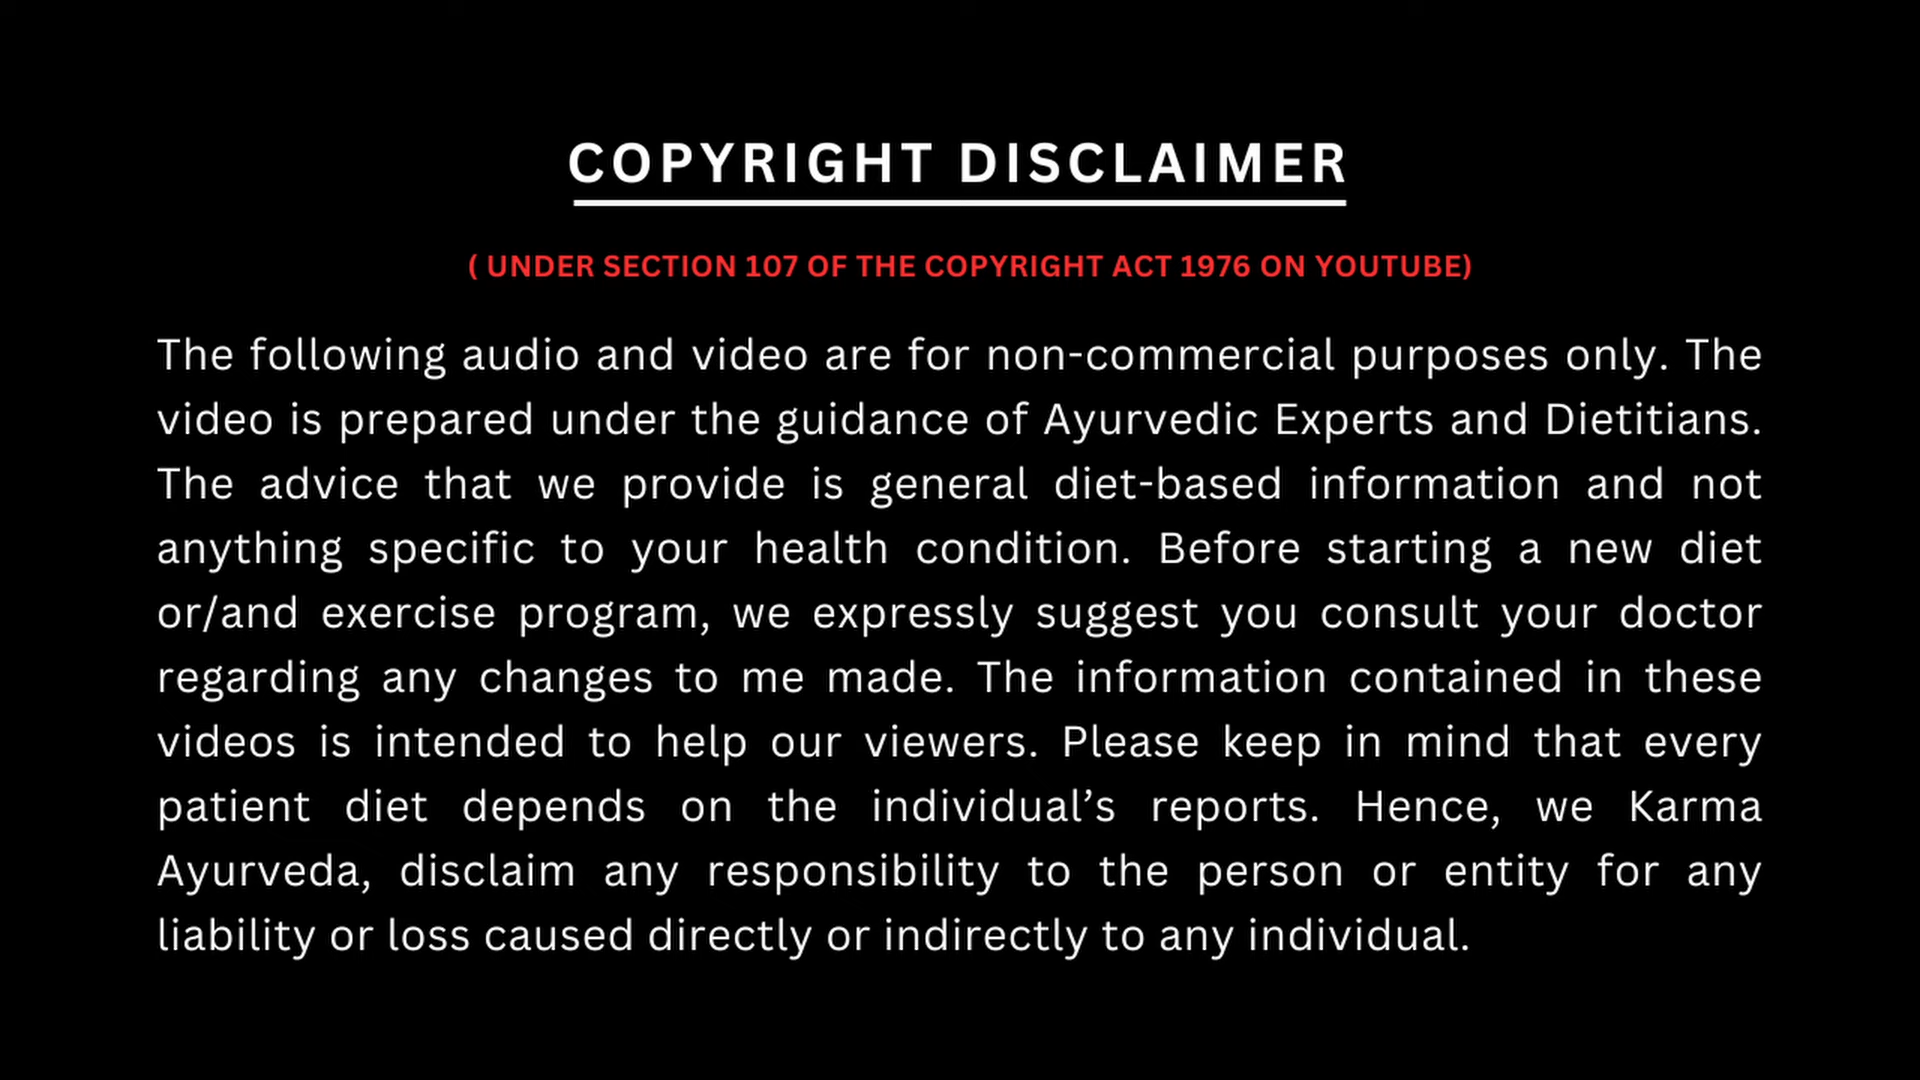 COPYRIGHT DISCLAIMER
( UNDER SECTION 107 OF THE COPYRIGHT ACT 1976 ON YOUTUBE)
The following audio and video are for non-commercial purposes only. The
video is prepared under the guidance of Ayurvedic Experts and Dietitians.
The advice that we provide is general diet-based information and not
anything specific to your health condition. Before starting a new diet
or/and exercise program, we expressly suggest you consult your doctor
regarding any changes to me made. The information contained in these
videos is intended to help our viewers. Please keep in mind that every
patient diet depends on the individual’s reports. Hence, we Karma
Ayurveda, disclaim any responsibility to the person or entity for any
liability or loss caused directly or indirectly to any individual.